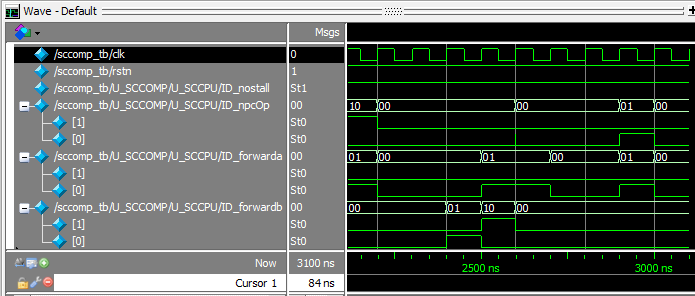 Wave - Default
Msgs
/sccomp_tb/clk 0
/sccomp_tb/rstn 1
/sccomp_tb/U_SCCOMP/U_SCCPU/ID_nostall St1
/sccomp_tb/U_SCCOMP/U_SCCPU/ID_npcOp 00 10 00 00 01 00
[1] St0
[0] St0
/sccomp_tb/U_SCCOMP/U_SCCPU/ID_forwarda 00 01 00 01 00 01 00
[1] St0
[0] St0
/sccomp_tb/U_SCCOMP/U_SCCPU/ID_forwardb 00 00 01 10 00
[1] St0
[0] St0
Now 3100 ns 2500 ns 3000 ns
Cursor 1 84 ns